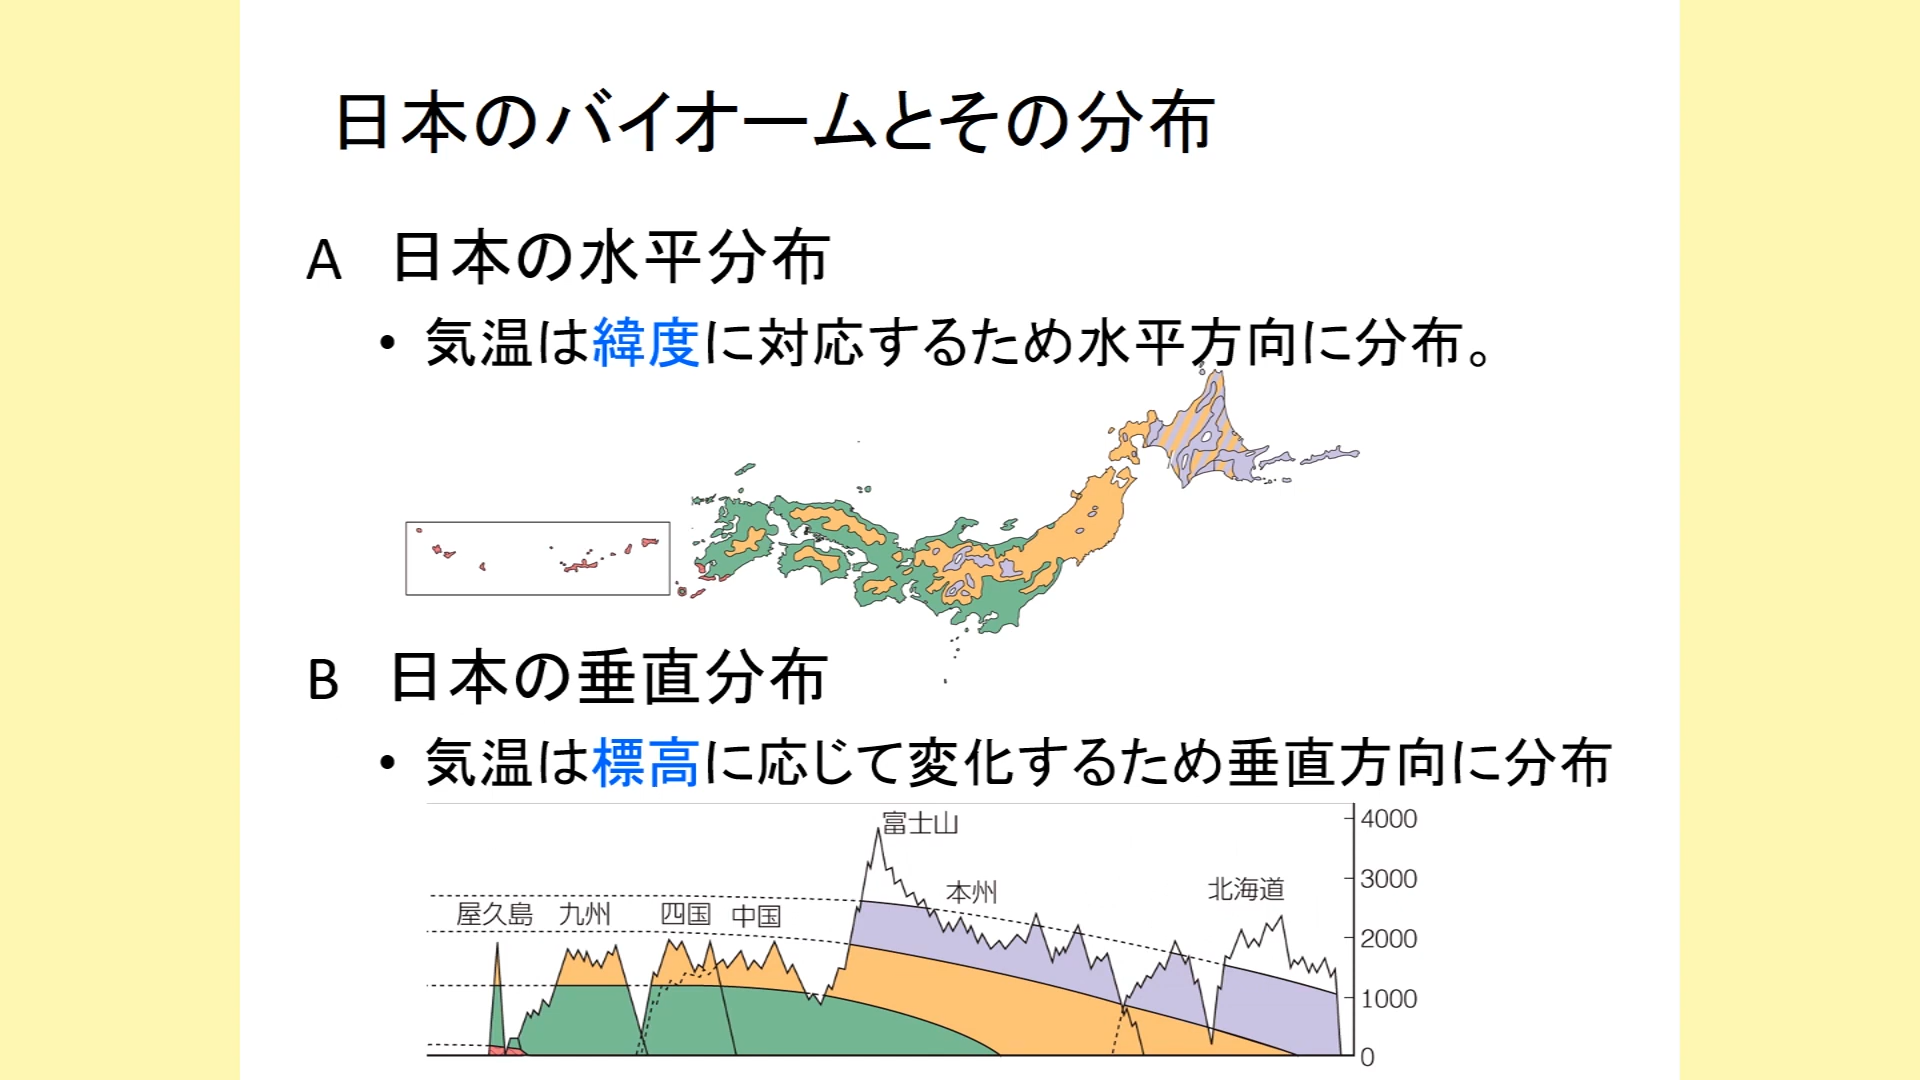 日本のバイオームとその分布
A 日本の水平分布
• 気温は緯度に対応するため水平方向に分布。
B 日本の垂直分布
• 気温は標高に応じて変化するため垂直方向に分布
富士山
4000
3000
本州
北海道
屋久島 九州 四国 中国
2000
1000
0